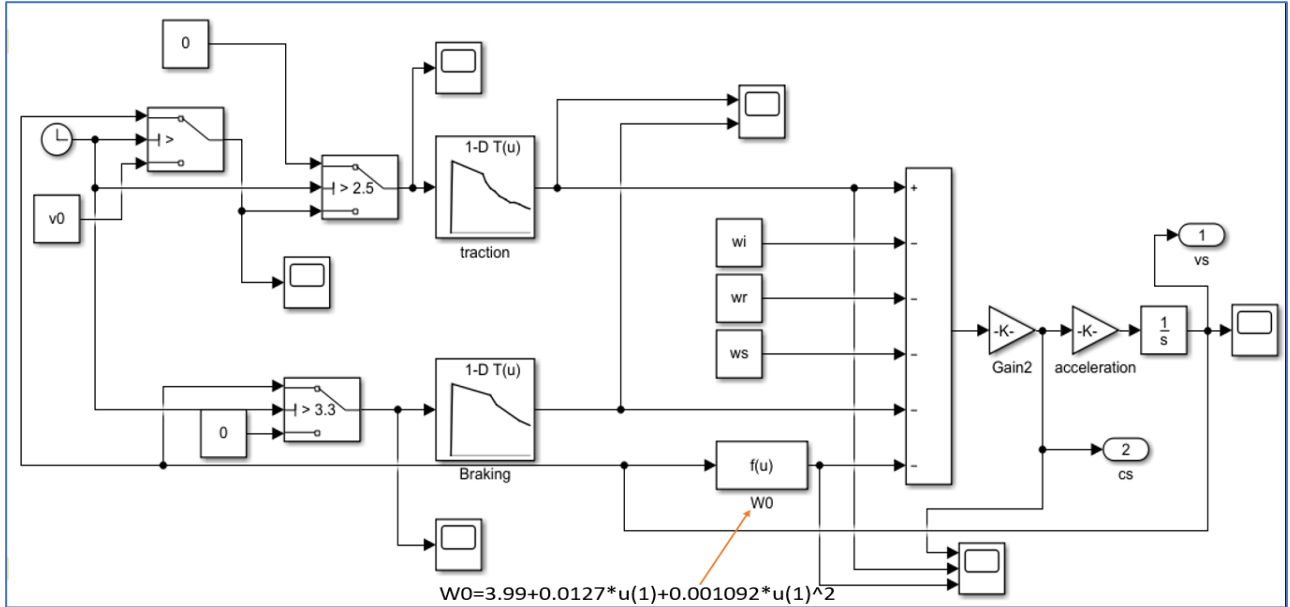 0
>
> 2.5
v0
1-D T(u)
traction
wi
wr
ws
+
-
-
-
-
-
-K-
Gain2
-K-
acceleration
1
s
1
vs
2
cs
> 3.3
0
1-D T(u)
Braking
f(u)
W0
W0=3.99+0.0127*u(1)+0.001092*u(1)^2